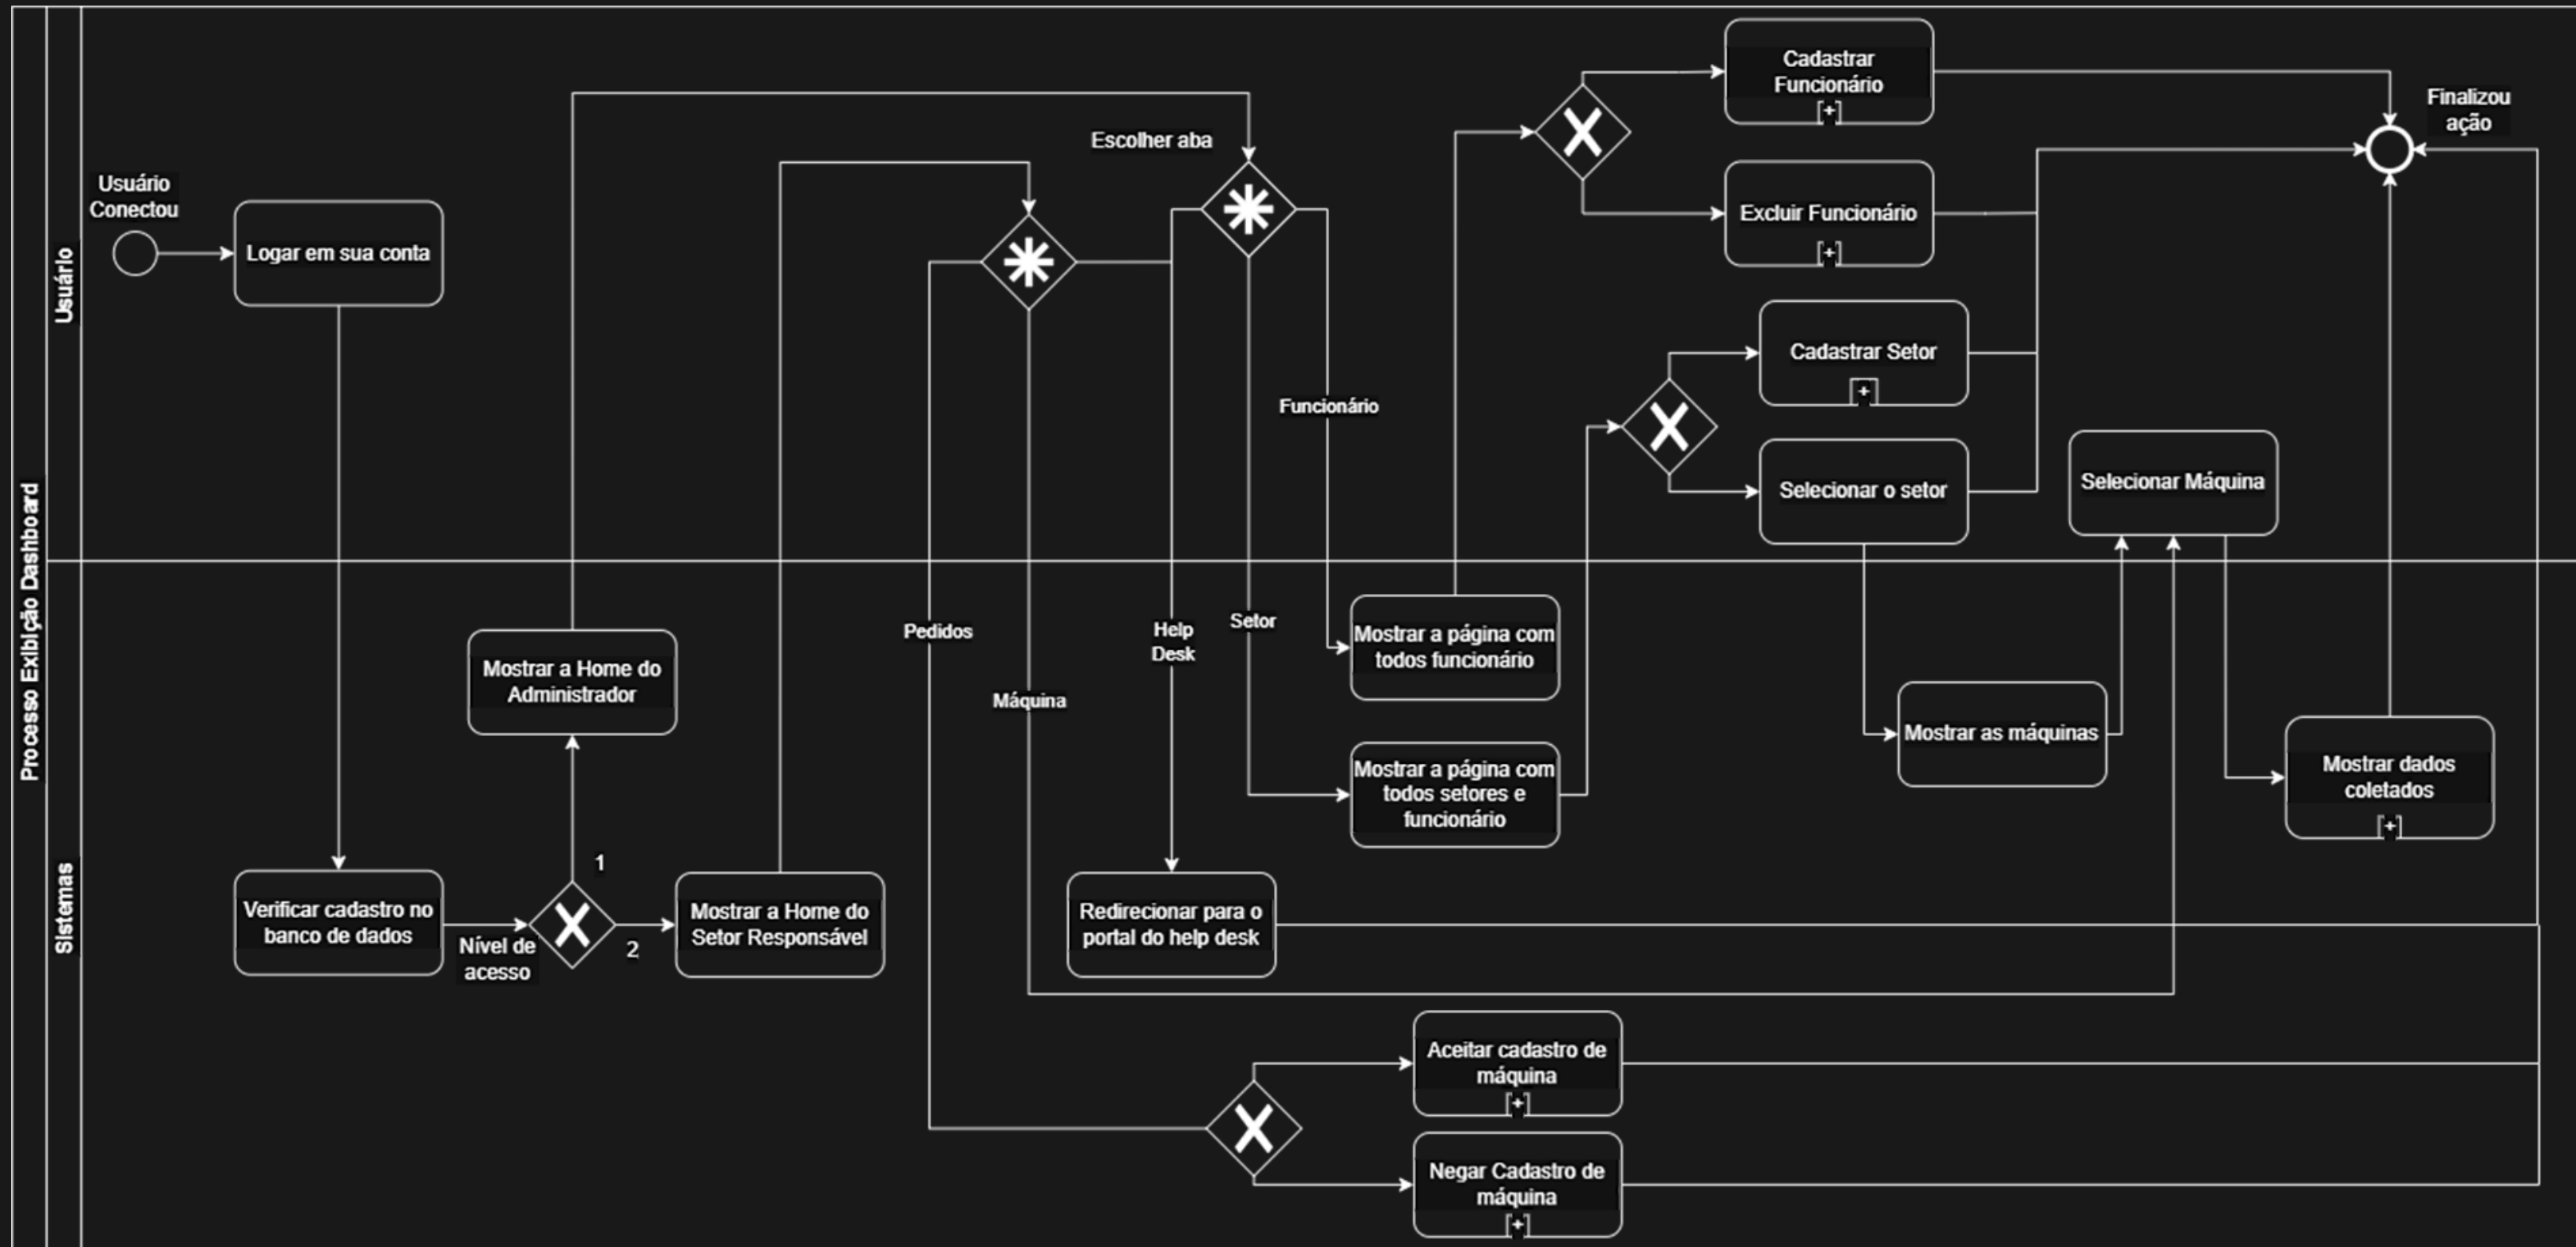 Processo Exibição Dashboard
Usuário
Sistemas
Usuário
Conectou
Logar em sua conta
Verificar cadastro no
banco de dados
Nível de
acesso
1
2
Mostrar a Home do
Administrador
Mostrar a Home do
Setor Responsável
Escolher aba
Pedidos
Máquina
Help
Desk
Setor
Funcionário
Mostrar a página com
todos funcionário
Mostrar a página com
todos setores e
funcionário
Redirecionar para o
portal do help desk
Cadastrar
Funcionário
Excluir Funcionário
Cadastrar Setor
Selecionar o setor
Selecionar Máquina
Mostrar as máquinas
Mostrar dados
coletados
Finalizou
ação
Aceitar cadastro de
máquina
Negar Cadastro de
máquina